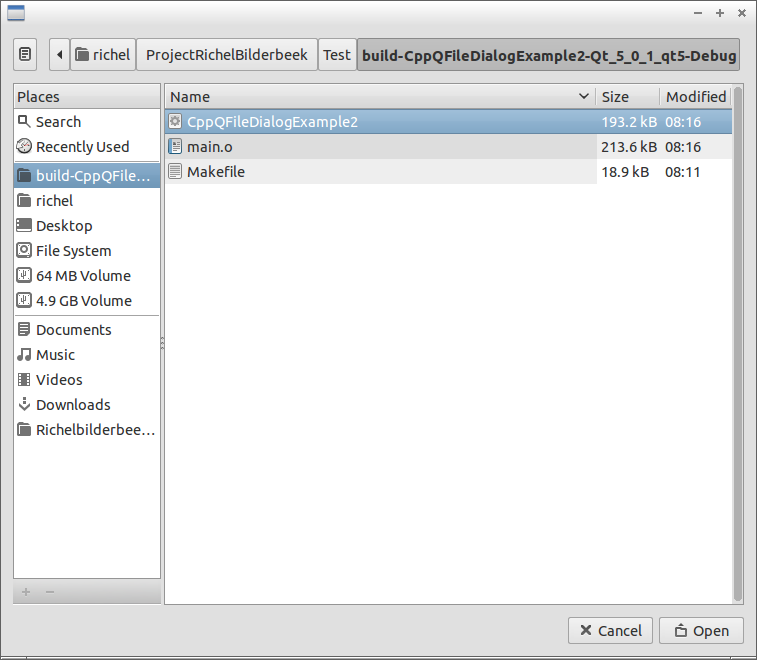 richel ProjectRichelBilderbeek Test build-CppQFileDialogExample2-Qt_5_0_1_qt5-Debug
Places
Search
Recently Used
build-CppQFile...
richel
Desktop
File System
64 MB Volume
4.9 GB Volume
Documents
Music
Videos
Downloads
Richelbilderbee...
Name Size Modified
CppQFileDialogExample2 193.2 kB 08:16
main.o 213.6 kB 08:16
Makefile 18.9 kB 08:11
Cancel Open